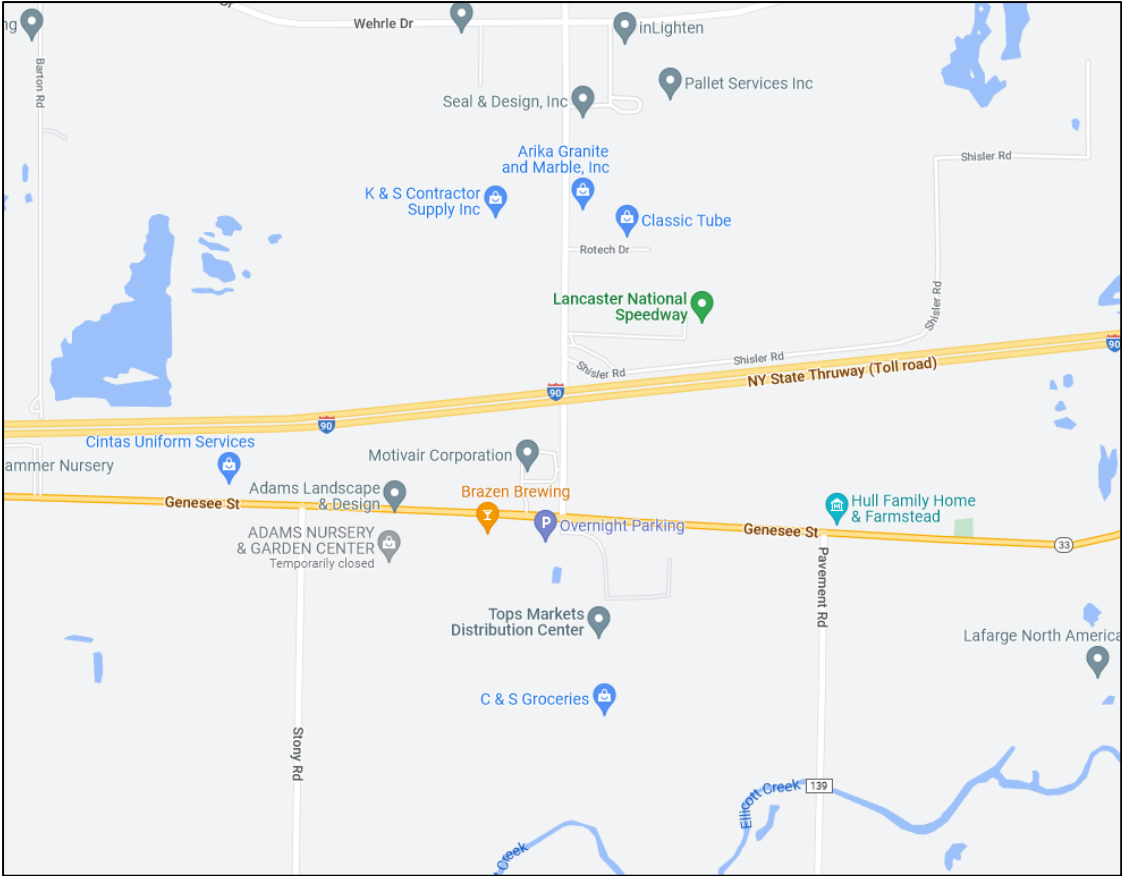 Wehrle Dr
inLighten
Barton Rd
Pallet Services Inc
Seal & Design, Inc
Arika Granite
and Marble, Inc
Shisler Rd
K & S Contractor
Supply Inc
Classic Tube
Rotech Dr
Lancaster National
Speedway
Shisler Rd
Shisler Rd
Shisler Rd
90
NY State Thruway (Toll road)
90
90
Cintas Uniform Services
ammer Nursery
Motivair Corporation
Genesee St
Adams Landscape
& Design
Brazen Brewing
P
Overnight Parking
Hull Family Home
& Farmstead
Genesee St
33
ADAMS NURSERY
& GARDEN CENTER
Temporarily closed
Pavement Rd
Tops Markets
Distribution Center
Lafarge North America
C & S Groceries
Stony Rd
139
Ellicott Creek
Creek